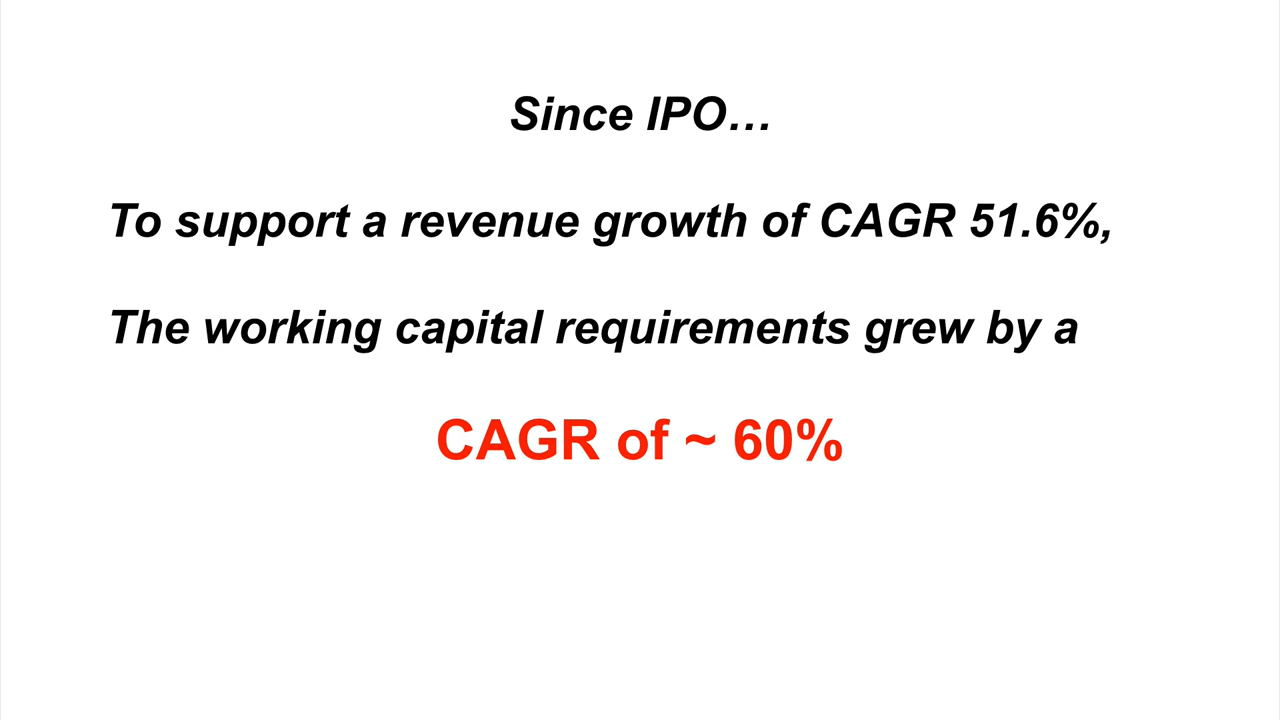 Since IPO…
To support a revenue growth of CAGR 51.6%,
The working capital requirements grew by a
CAGR of ~ 60%